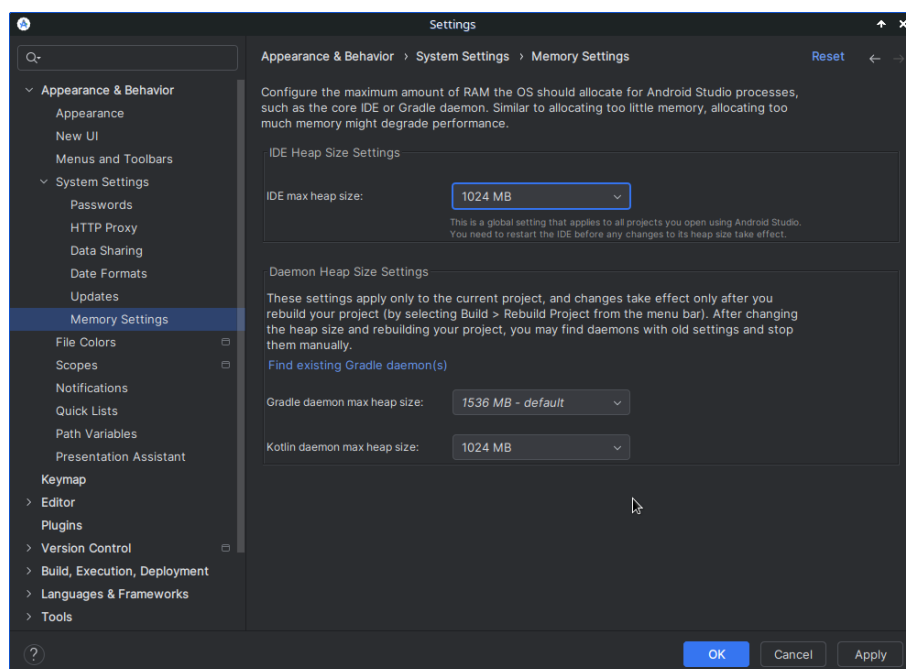 Settings
Appearance & Behavior › System Settings › Memory Settings
Reset
Appearance & Behavior
Appearance
New UI
Menus and Toolbars
System Settings
Passwords
HTTP Proxy
Data Sharing
Date Formats
Updates
Memory Settings
File Colors
Scopes
Notifications
Quick Lists
Path Variables
Presentation Assistant
Keymap
Editor
Plugins
Version Control
Build, Execution, Deployment
Languages & Frameworks
Tools
?
Configure the maximum amount of RAM the OS should allocate for Android Studio processes,
such as the core IDE or Gradle daemon. Similar to allocating too little memory, allocating too
much memory might degrade performance.
IDE Heap Size Settings
IDE max heap size:
1024 MB
This is a global setting that applies to all projects you open using Android Studio.
You need to restart the IDE before any changes to its heap size take effect.
Daemon Heap Size Settings
These settings apply only to the current project, and changes take effect only after you
rebuild your project (by selecting Build > Rebuild Project from the menu bar). After changing
the heap size and rebuilding your project, you may find daemons with old settings and stop
them manually.
Find existing Gradle daemon(s)
Gradle daemon max heap size:
1536 MB - default
Kotlin daemon max heap size:
1024 MB
OK
Cancel
Apply